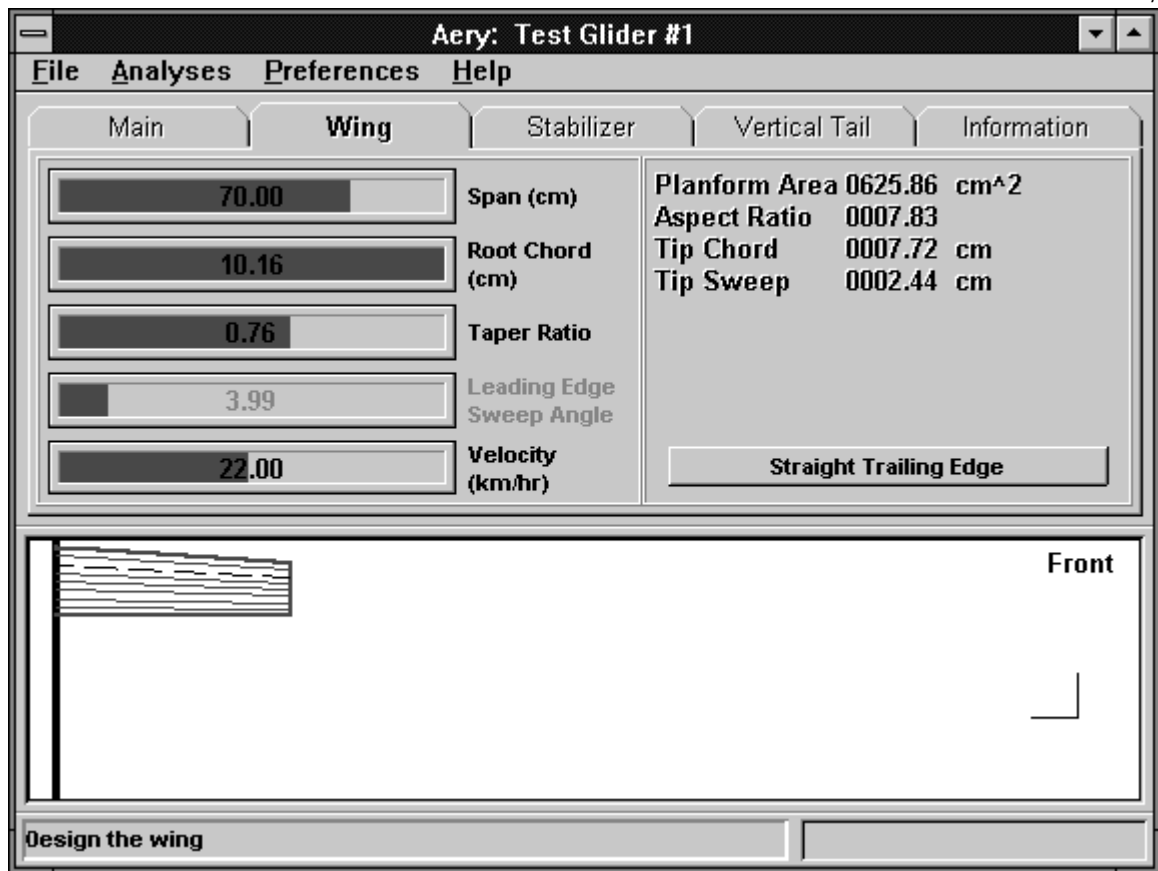 Aery: Test Glider #1
File Analyses Preferences Help
Main Wing Stabilizer Vertical Tail Information
70.00 Span (cm)
10.16 Root Chord
(cm)
0.76 Taper Ratio
3.99 Leading Edge
Sweep Angle
22.00 Velocity
(km/hr)
Planform Area 0625.86 cm^2
Aspect Ratio 0007.83
Tip Chord 0007.72 cm
Tip Sweep 0002.44 cm
Straight Trailing Edge
Front
Design the wing